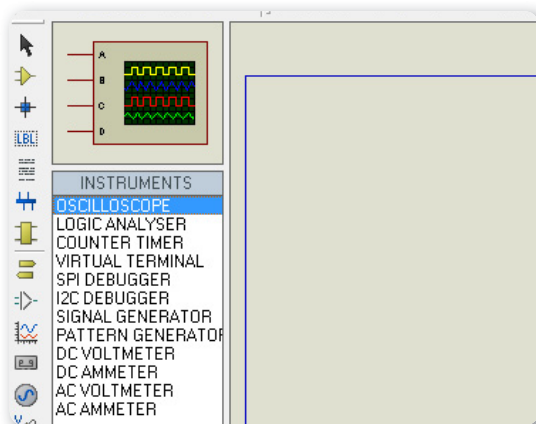 A
B
C
D
LBL
INSTRUMENTS
OSCILLOSCOPE
LOGIC ANALYSER
COUNTER TIMER
VIRTUAL TERMINAL
SPI DEBUGGER
I2C DEBUGGER
SIGNAL GENERATOR
PATTERN GENERATOR
DC VOLTMETER
DC AMMETER
AC VOLTMETER
AC AMMETER